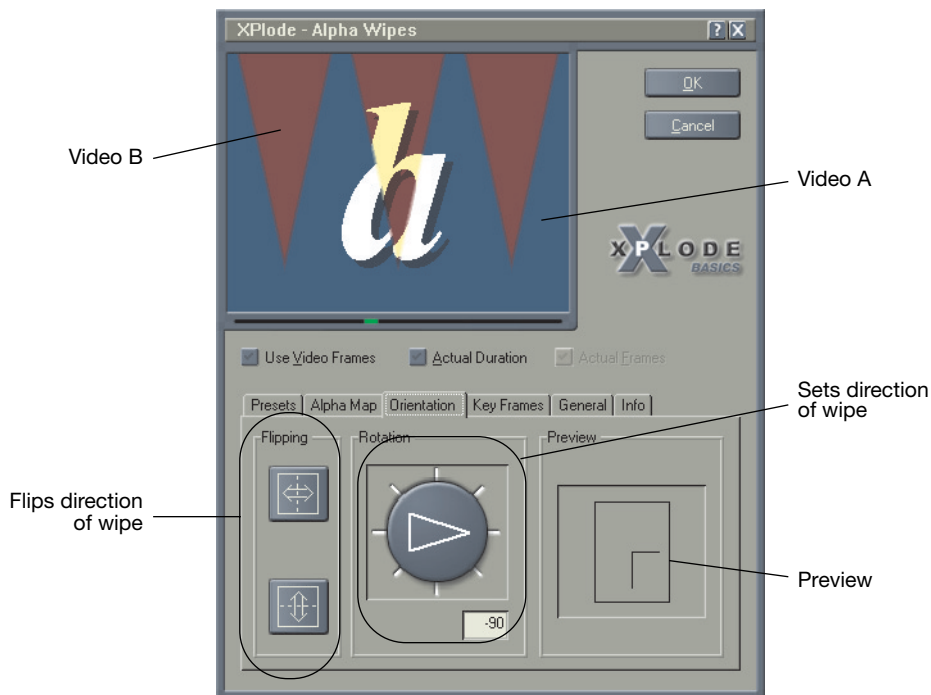 XPlode - Alpha Wipes
? X
OK
Cancel
Video B
Video A
XPLODE
BASICS
Use Video Frames
Actual Duration
Actual Frames
Sets direction
of wipe
Presets
Alpha Map
Orientation
Key Frames
General
Info
Flipping
Rotation
Preview
Flips direction
of wipe
Preview
-90